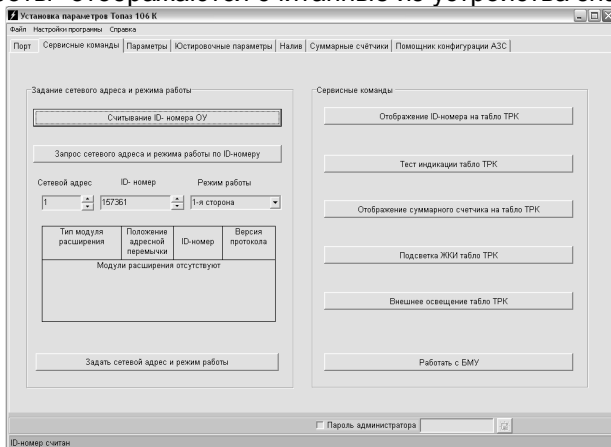 Установка параметров Топаз 106 К
Файл Настройки программы Справка
Порт Сервисные команды Параметры Юстировочные параметры Налив Суммарные счётчики Помощник конфигурации АЗС
Задание сетевого адреса и режима работы
Считывание ID- номера ОУ
Запрос сетевого адреса и режима работы по ID-номеру
Сетевой адрес ID- номер Режим работы
1 157361 1-я сторона
Тип модуля расширения Положение адресной перемычки ID-номер Версия протокола
Модули расширения отсутствуют
Задать сетевой адрес и режим работы
Сервисные команды
Отображение ID-номера на табло ТРК
Тест индикации табло ТРК
Отображение суммарного счетчика на табло ТРК
Подсветка ЖКИ табло ТРК
Внешнее освещение табло ТРК
Работать с БМУ
Пароль администратора
ID-номер считан